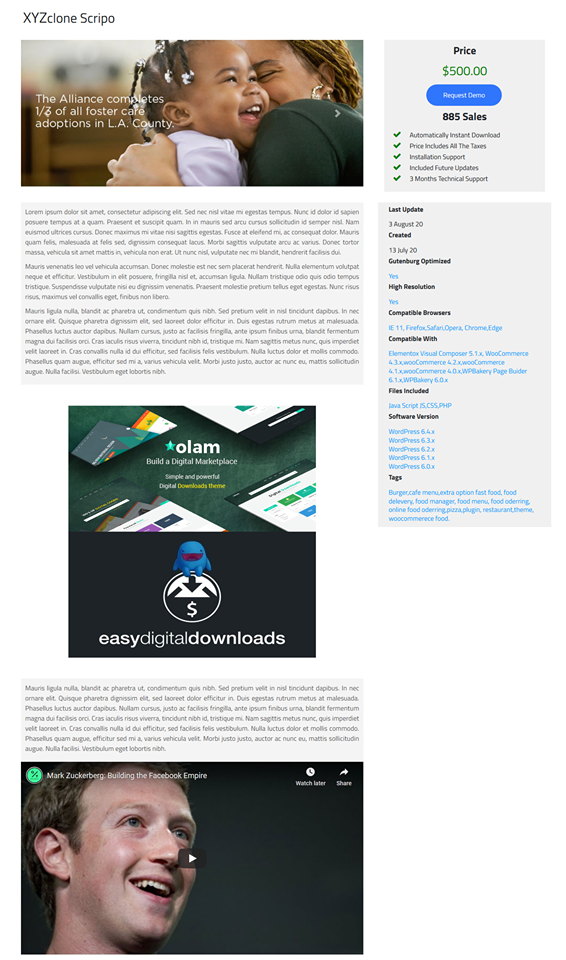 XYZclone Scripo
The Alliance completes
1/3 of all foster care
adoptions in L.A. County.
Price
$500.00
Request Demo
885 Sales
Automatically Instant Download
Price Includes All The Taxes
Installation Support
Included Future Updates
3 Months Technical Support
Lorem ipsum dolor sit amet, consectetur adipiscing elit. Sed nec nisl vitae mi egestas tempus. Nunc id dolor id sapien
posuere tempus at a quam. Praesent et suscipit quam. In in mauris sed arcu cursus sollicitudin id semper nisl. Nam
euismod ultrices cursus. Donec maximus mi vitae nisi sagittis egestas. Fusce at eleifend mi, ac consequat dolor. Mauris
quam felis, malesuada at felis sed, dignissim consequat lacus. Morbi sagittis vulputate arcu ac varius. Donec tortor
massa, vehicula sit amet mattis in, vehicula non erat. Ut nunc nisl, vulputate nec mi blandit, hendrerit facilisis dui.
Mauris venenatis leo vel vehicula accumsan. Donec molestie est nec sem placerat hendrerit. Nulla elementum volutpat
neque et efficitur. Vestibulum in elit posuere, fringilla nisl et, accumsan ligula. Nullam tristique odio quis odio tempus
tristique. Suspendisse vulputate nisi eu dignissim venenatis. Praesent molestie pretium tellus eget egestas. Nunc risus
risus, maximus vel convallis eget, finibus non libero.
Mauris ligula nulla, blandit ac pharetra ut, condimentum quis nibh. Sed pretium velit in nisl tincidunt dapibus. In nec
ornare elit. Quisque pharetra dignissim elit, sed laoreet dolor efficitur in. Duis egestas rutrum metus at malesuada.
Phasellus luctus auctor dapibus. Nullam cursus, justo ac facilisis fringilla, ante ipsum finibus urna, blandit fermentum
magna dui facilisis orci. Cras iaculis risus viverra, tincidunt nibh id, tristique mi. Nam sagittis metus nunc, quis imperdiet
velit laoreet in. Cras convallis nulla id dui efficitur, sed facilisis felis vestibulum. Nulla luctus dolor et mollis commodo.
Phasellus quam augue, efficitur sed mi a, varius vehicula velit. Morbi justo justo, auctor ac nunc eu, mattis sollicitudin
augue. Nulla facilisi. Vestibulum eget lobortis nibh.
Last Update
3 August 20
Created
13 July 20
Gutenburg Optimized
Yes
High Resolution
Yes
Compatible Browsers
IE 11, Firefox,Safari,Opera, Chrome,Edge
Compatible With
Elementox Visual Composer 5.1.x, WooCommerce
4.3.x,wooCommerce 4.2.x,wooCommerce
4.1.x,wooCommerce 4.0.x,WPBakery Page Buider
6.1.x,WPBakery 6.0.x
Files Included
Java Script JS,CSS,PHP
Software Version
WordPress 6.4.x
WordPress 6.3.x
WordPress 6.2.x
WordPress 6.1.x
WordPress 6.0.x
Tags
Burger,cafe menu,extra option fast food, food
delevery, food manager, food menu, food oderring,
online food oderring,pizza,plugin, restaurant,theme,
woocommerece food.
olam
Build a Digital Marketplace
Simple and powerful
Digital Downloads theme
$
easydigitaldownloads
Mauris ligula nulla, blandit ac pharetra ut, condimentum quis nibh. Sed pretium velit in nisl tincidunt dapibus. In nec
ornare elit. Quisque pharetra dignissim elit, sed laoreet dolor efficitur in. Duis egestas rutrum metus at malesuada.
Phasellus luctus auctor dapibus. Nullam cursus, justo ac facilisis fringilla, ante ipsum finibus urna, blandit fermentum
magna dui facilisis orci. Cras iaculis risus viverra, tincidunt nibh id, tristique mi. Nam sagittis metus nunc, quis imperdiet
velit laoreet in. Cras convallis nulla id dui efficitur, sed facilisis felis vestibulum. Nulla luctus dolor et mollis commodo.
Phasellus quam augue, efficitur sed mi a, varius vehicula velit. Morbi justo justo, auctor ac nunc eu, mattis sollicitudin
augue. Nulla facilisi. Vestibulum eget lobortis nibh.
Mark Zuckerberg: Building the Facebook Empire
Watch later
Share